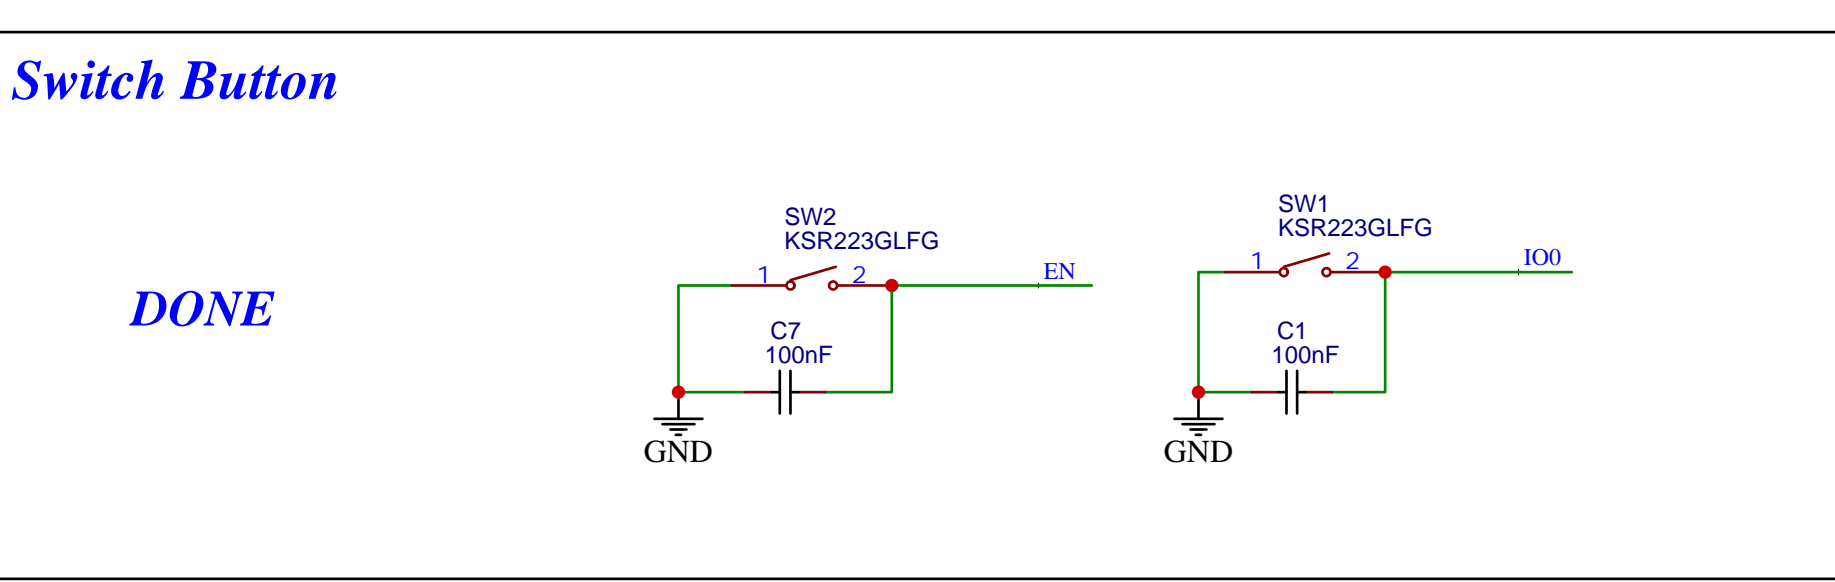 Switch Button
DONE
SW2
KSR223GLFG
1 2
EN
C7
100nF
GND
SW1
KSR223GLFG
1 2
IO0
C1
100nF
GND